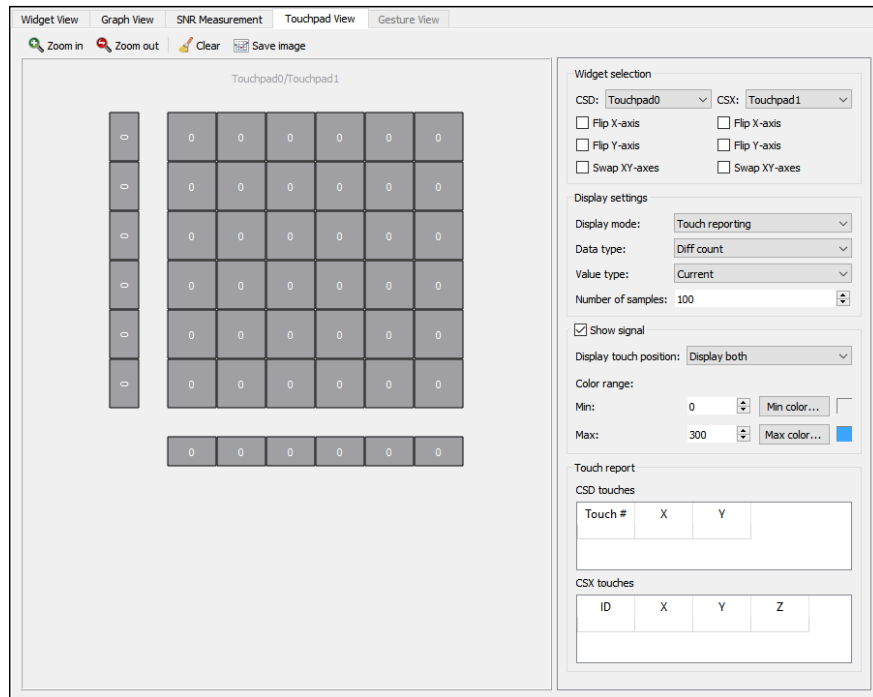 Widget View Graph View SNR Measurement Touchpad View Gesture View
Zoom in Zoom out Clear Save image
Touchpad0/Touchpad1
0 0 0 0 0 0 0
0 0 0 0 0 0 0
0 0 0 0 0 0 0
0 0 0 0 0 0 0
0 0 0 0 0 0 0
0 0 0 0 0 0 0
0 0 0 0 0 0
Widget selection
CSD: Touchpad0 CSX: Touchpad1
Flip X-axis Flip X-axis
Flip Y-axis Flip Y-axis
Swap XY-axes Swap XY-axes
Display settings
Display mode: Touch reporting
Data type: Diff count
Value type: Current
Number of samples: 100
Show signal
Display touch position: Display both
Color range:
Min: 0 Min color...
Max: 300 Max color...
Touch report
CSD touches
Touch # X Y
CSX touches
ID X Y Z